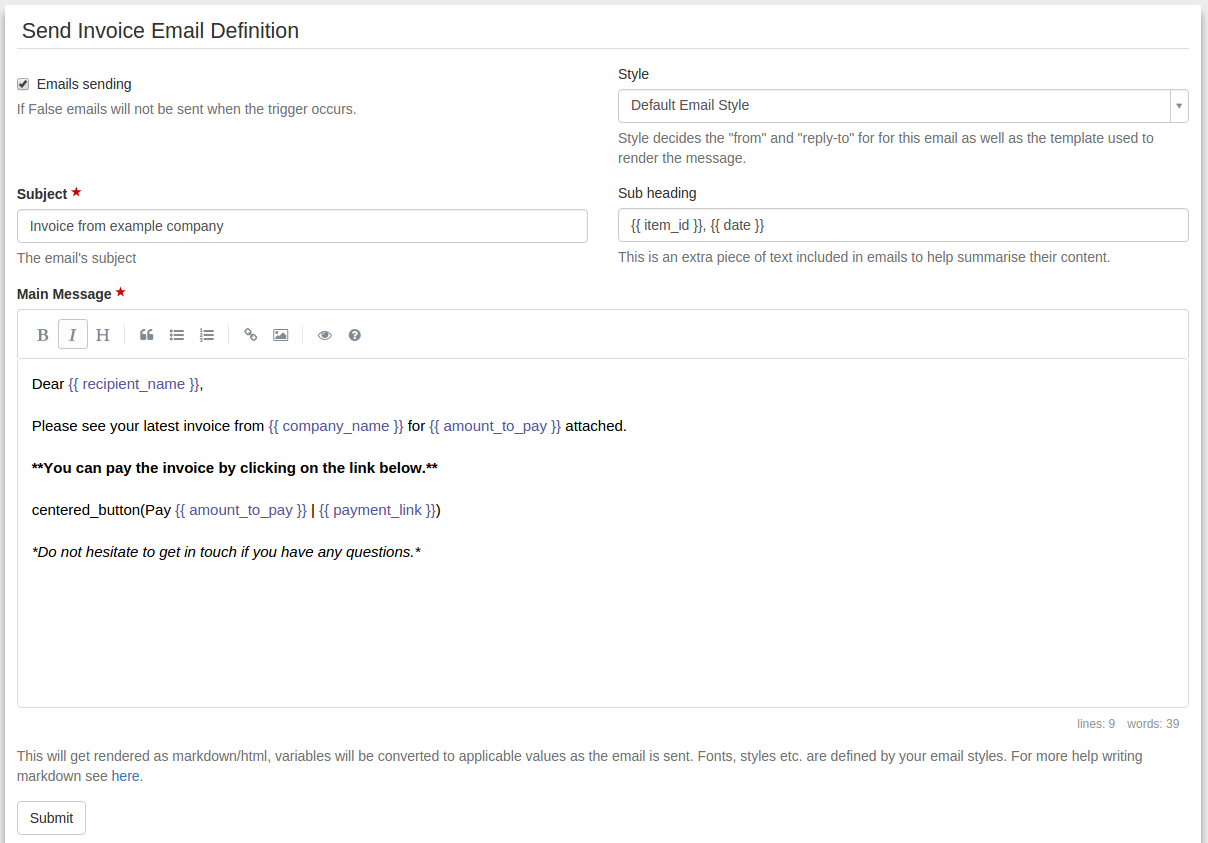 Send Invoice Email Definition
Emails sending
If False emails will not be sent when the trigger occurs.
Style
Default Email Style
Style decides the "from" and "reply-to" for for this email as well as the template used to
render the message.
Subject ★
Invoice from example company
The email's subject
Sub heading
{{ item_id }}, {{ date }}
This is an extra piece of text included in emails to help summarise their content.
Main Message ★
B I H
Dear {{ recipient_name }},
Please see your latest invoice from {{ company_name }} for {{ amount_to_pay }} attached.
**You can pay the invoice by clicking on the link below.**
centered_button(Pay {{ amount_to_pay }} | {{ payment_link }})
*Do not hesitate to get in touch if you have any questions.*
lines: 9 words: 39
This will get rendered as markdown/html, variables will be converted to applicable values as the email is sent. Fonts, styles etc. are defined by your email styles. For more help writing
markdown see here.
Submit